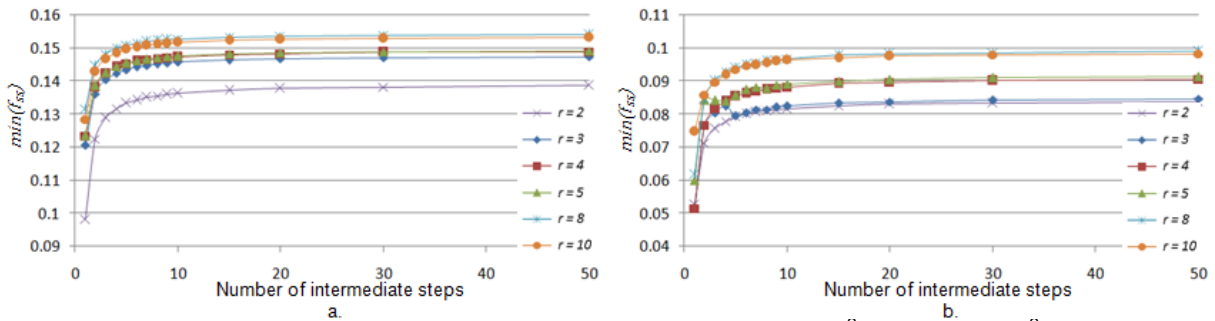 0.16
0.15
0.14
0.13
0.12
0.11
0.1
0.09
min(f_ss)
0
10
20
30
40
50
Number of intermediate steps
a.
r = 2
r = 3
r = 4
r = 5
r = 8
r = 10
0.1
0.09
0.08
0.07
0.06
0.05
0.04
min(f_ss)
0
10
20
30
40
50
Number of intermediate steps
b.
r = 2
r = 3
r = 4
r = 5
r = 8
r = 10